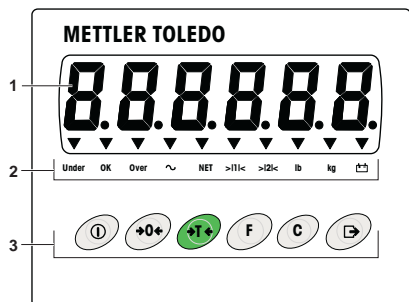 METTLER TOLEDO
1
8.8.8.8.8.8.
2
Under OK Over ~ NET >|1|< >|2|< lb kg
3
→0← →T← F C